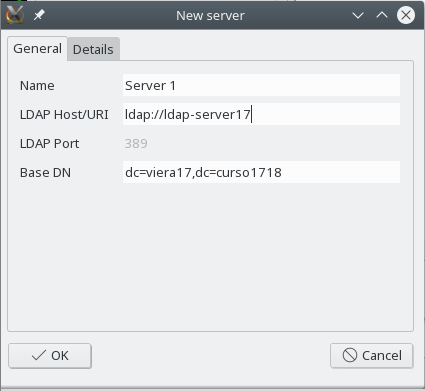 New server
General Details
Name Server 1
LDAP Host/URI ldap://ldap-server17
LDAP Port 389
Base DN dc=viera17,dc=curso1718
OK Cancel